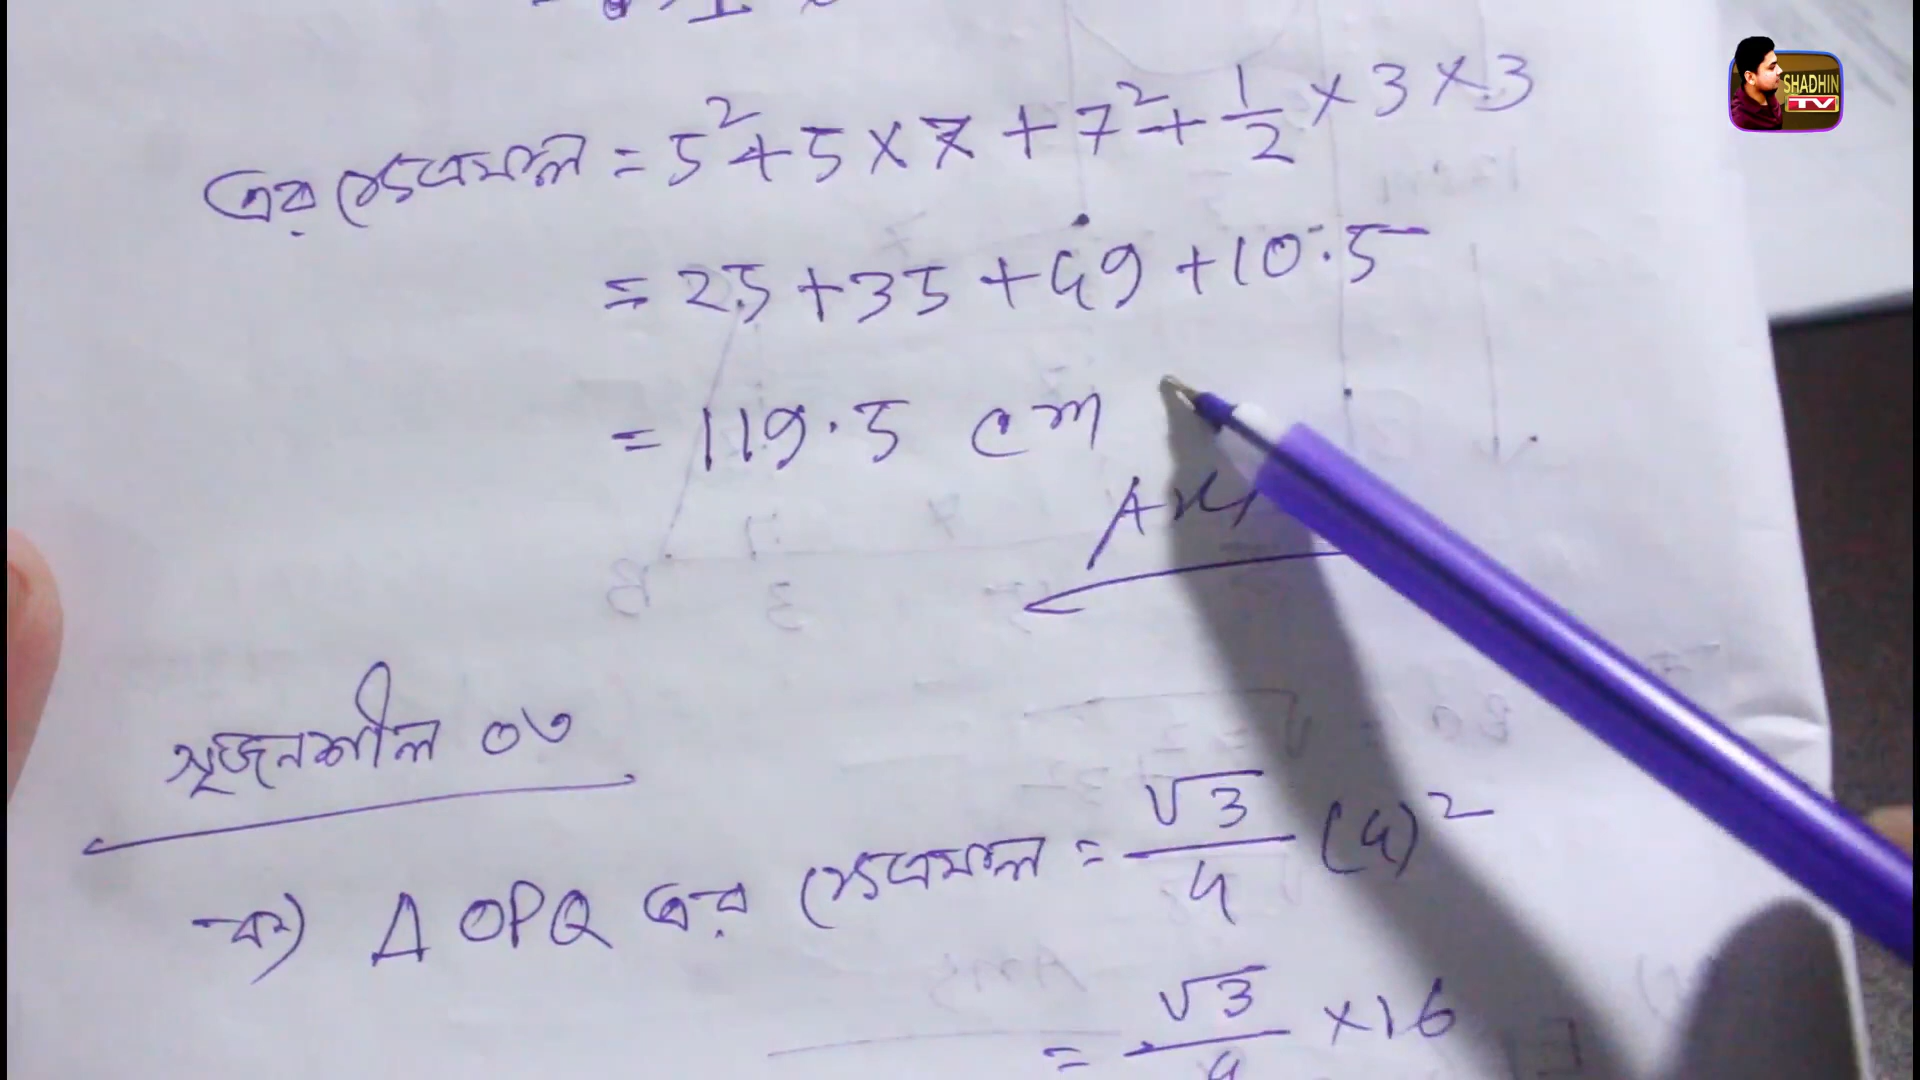 SHADHIN
TV
এর ক্ষেত্রফল = 5² + 5 × 7 + 7² + 1/2 × 3 × 3
= 25 + 35 + 49 + 10.5
= 119.5 cm
Ans
সৃজনশীল ০৩
ক) Δ OPQ এর ক্ষেত্রফল = √3/4 (4)²
= √3/4 × 16